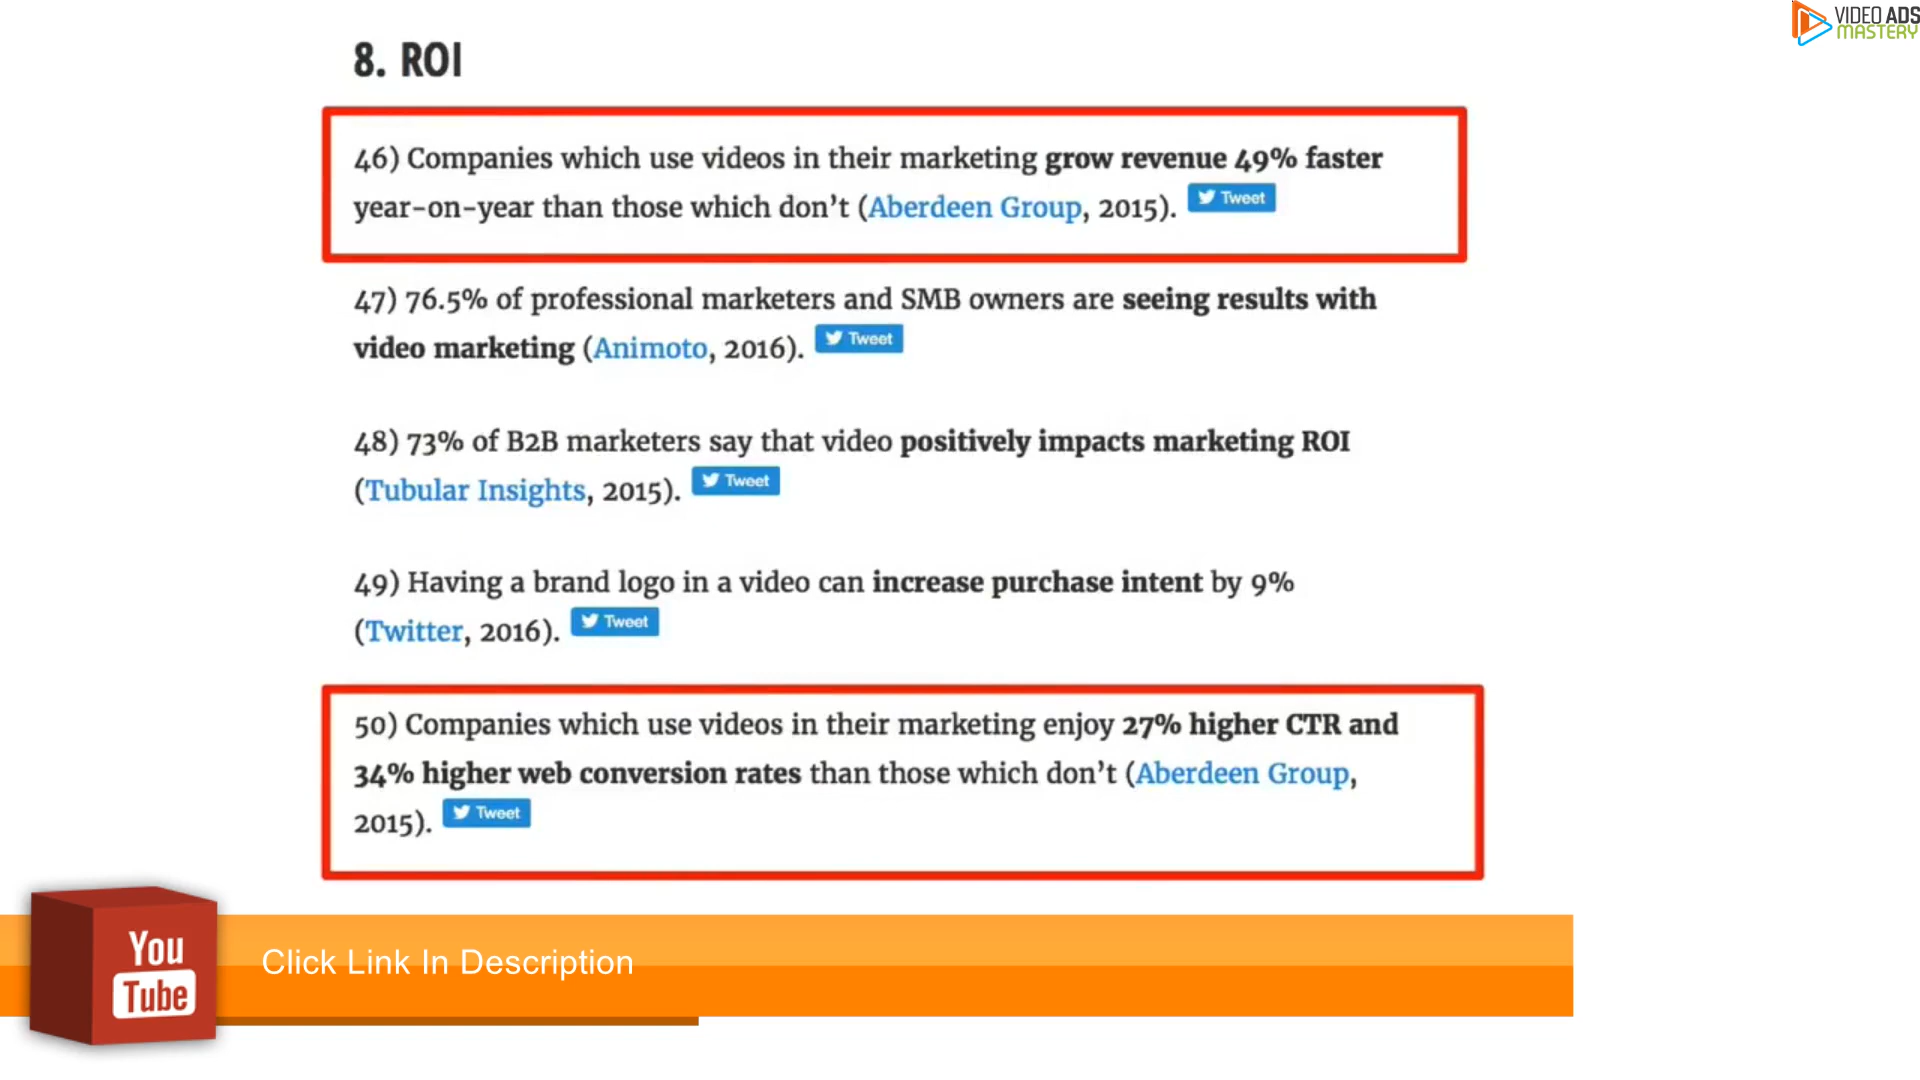 VIDEO ADS
MASTERY
8. ROI
46) Companies which use videos in their marketing grow revenue 49% faster
year-on-year than those which don’t (Aberdeen Group, 2015). Tweet
47) 76.5% of professional marketers and SMB owners are seeing results with
video marketing (Animoto, 2016). Tweet
48) 73% of B2B marketers say that video positively impacts marketing ROI
(Tubular Insights, 2015). Tweet
49) Having a brand logo in a video can increase purchase intent by 9%
(Twitter, 2016). Tweet
50) Companies which use videos in their marketing enjoy 27% higher CTR and
34% higher web conversion rates than those which don’t (Aberdeen Group,
2015). Tweet
You
Tube
Click Link In Description